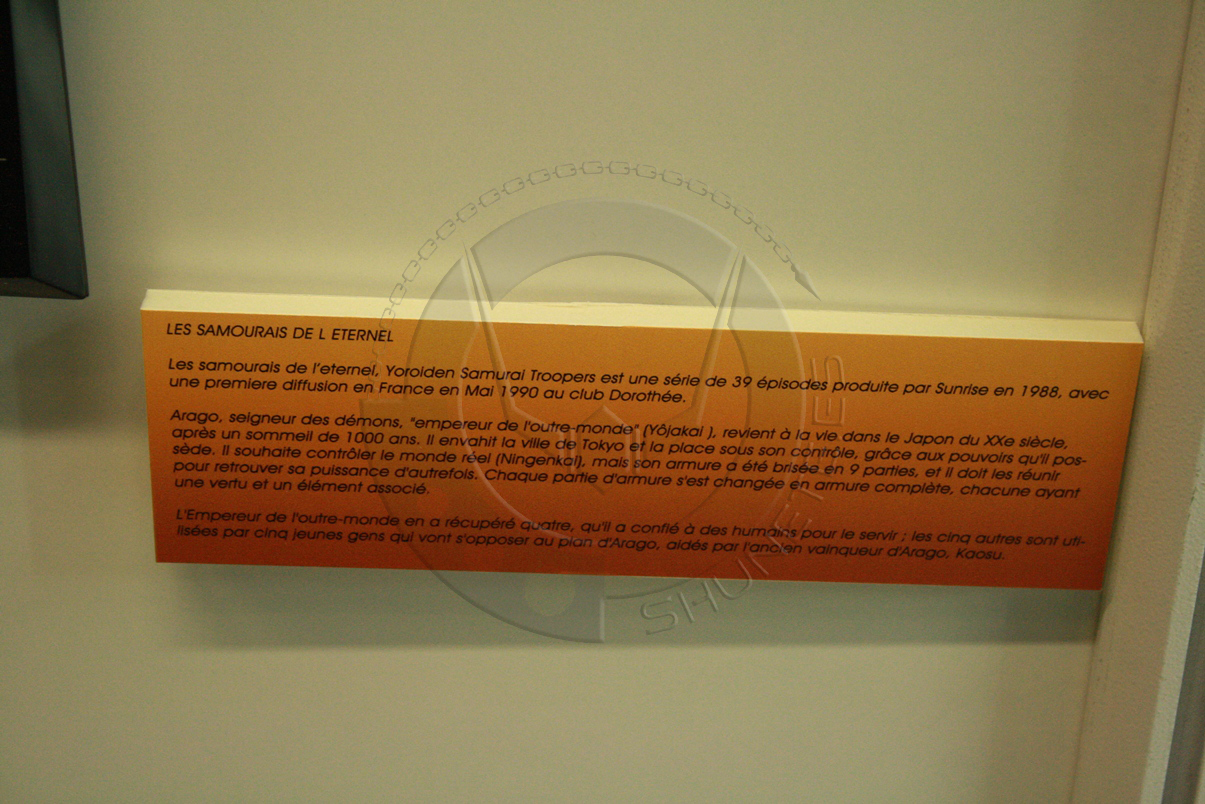 LES SAMOURAIS DE L ETERNEL
Les samourais de l'eternel, Yoroiden Samurai Troopers est une série de 39 épisodes produite par Sunrise en 1988, avec
une premiere diffusion en France en Mai 1990 au club Dorothée.
Arago, seigneur des démons, "empereur de l'outre-monde" (Yôjakai ), revient à la vie dans le Japon du XXe siècle,
après un sommeil de 1000 ans. Il envahit la ville de Tokyo et la place sous son contrôle, grâce aux pouvoirs qu'il pos-
sède. Il souhaite contrôler le monde réel (Ningenkai), mais son armure a été brisée en 9 parties, et il doit les réunir
pour retrouver sa puissance d'autrefois. Chaque partie d'armure s'est changée en armure complète, chacune ayant
une vertu et un élément associé.
L'Empereur de l'outre-monde en a récupéré quatre, qu'il a confié à des humains pour le servir ; les cinq autres sont uti-
lisées par cinq jeunes gens qui vont s'opposer au plan d'Arago, aidés par l'ancien vainqueur d'Arago, Kaosu.
SHUNETHES